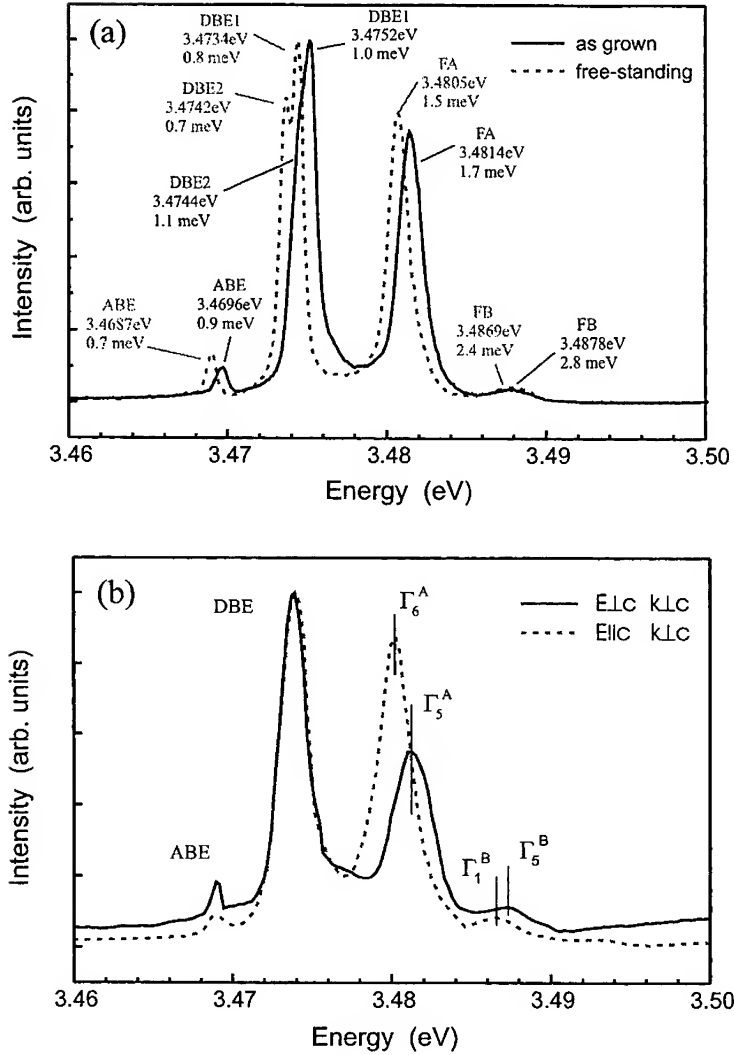 (a)
DBE1
3.4734eV
0.8 meV
DBE1
3.4752eV
1.0 meV
as grown
free-standing
DBE2
3.4742eV
0.7 meV
FA
3.4805eV
1.5 meV
FA
3.4814eV
1.7 meV
DBE2
3.4744eV
1.1 meV
ABE
3.4687eV
0.7 meV
ABE
3.4696eV
0.9 meV
FB
3.4869eV
2.4 meV
FB
3.4878eV
2.8 meV
Intensity (arb. units)
3.46 3.47 3.48 3.49 3.50
Energy (eV)
(b)
DBE
Γ₆ᴬ
E⊥c k⊥c
E||c k⊥c
Γ₅ᴬ
ABE
Γ₁ᴮ
Γ₅ᴮ
Intensity (arb. units)
3.46 3.47 3.48 3.49 3.50
Energy (eV)